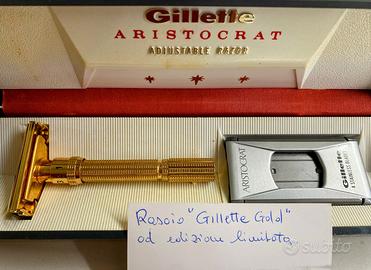 Gillette
ARISTOCRAT
ADJUSTABLE RAZOR
ARISTOCRAT
Gillette
Rasoio "Gillette Gold"
ad edizione limitata
subito